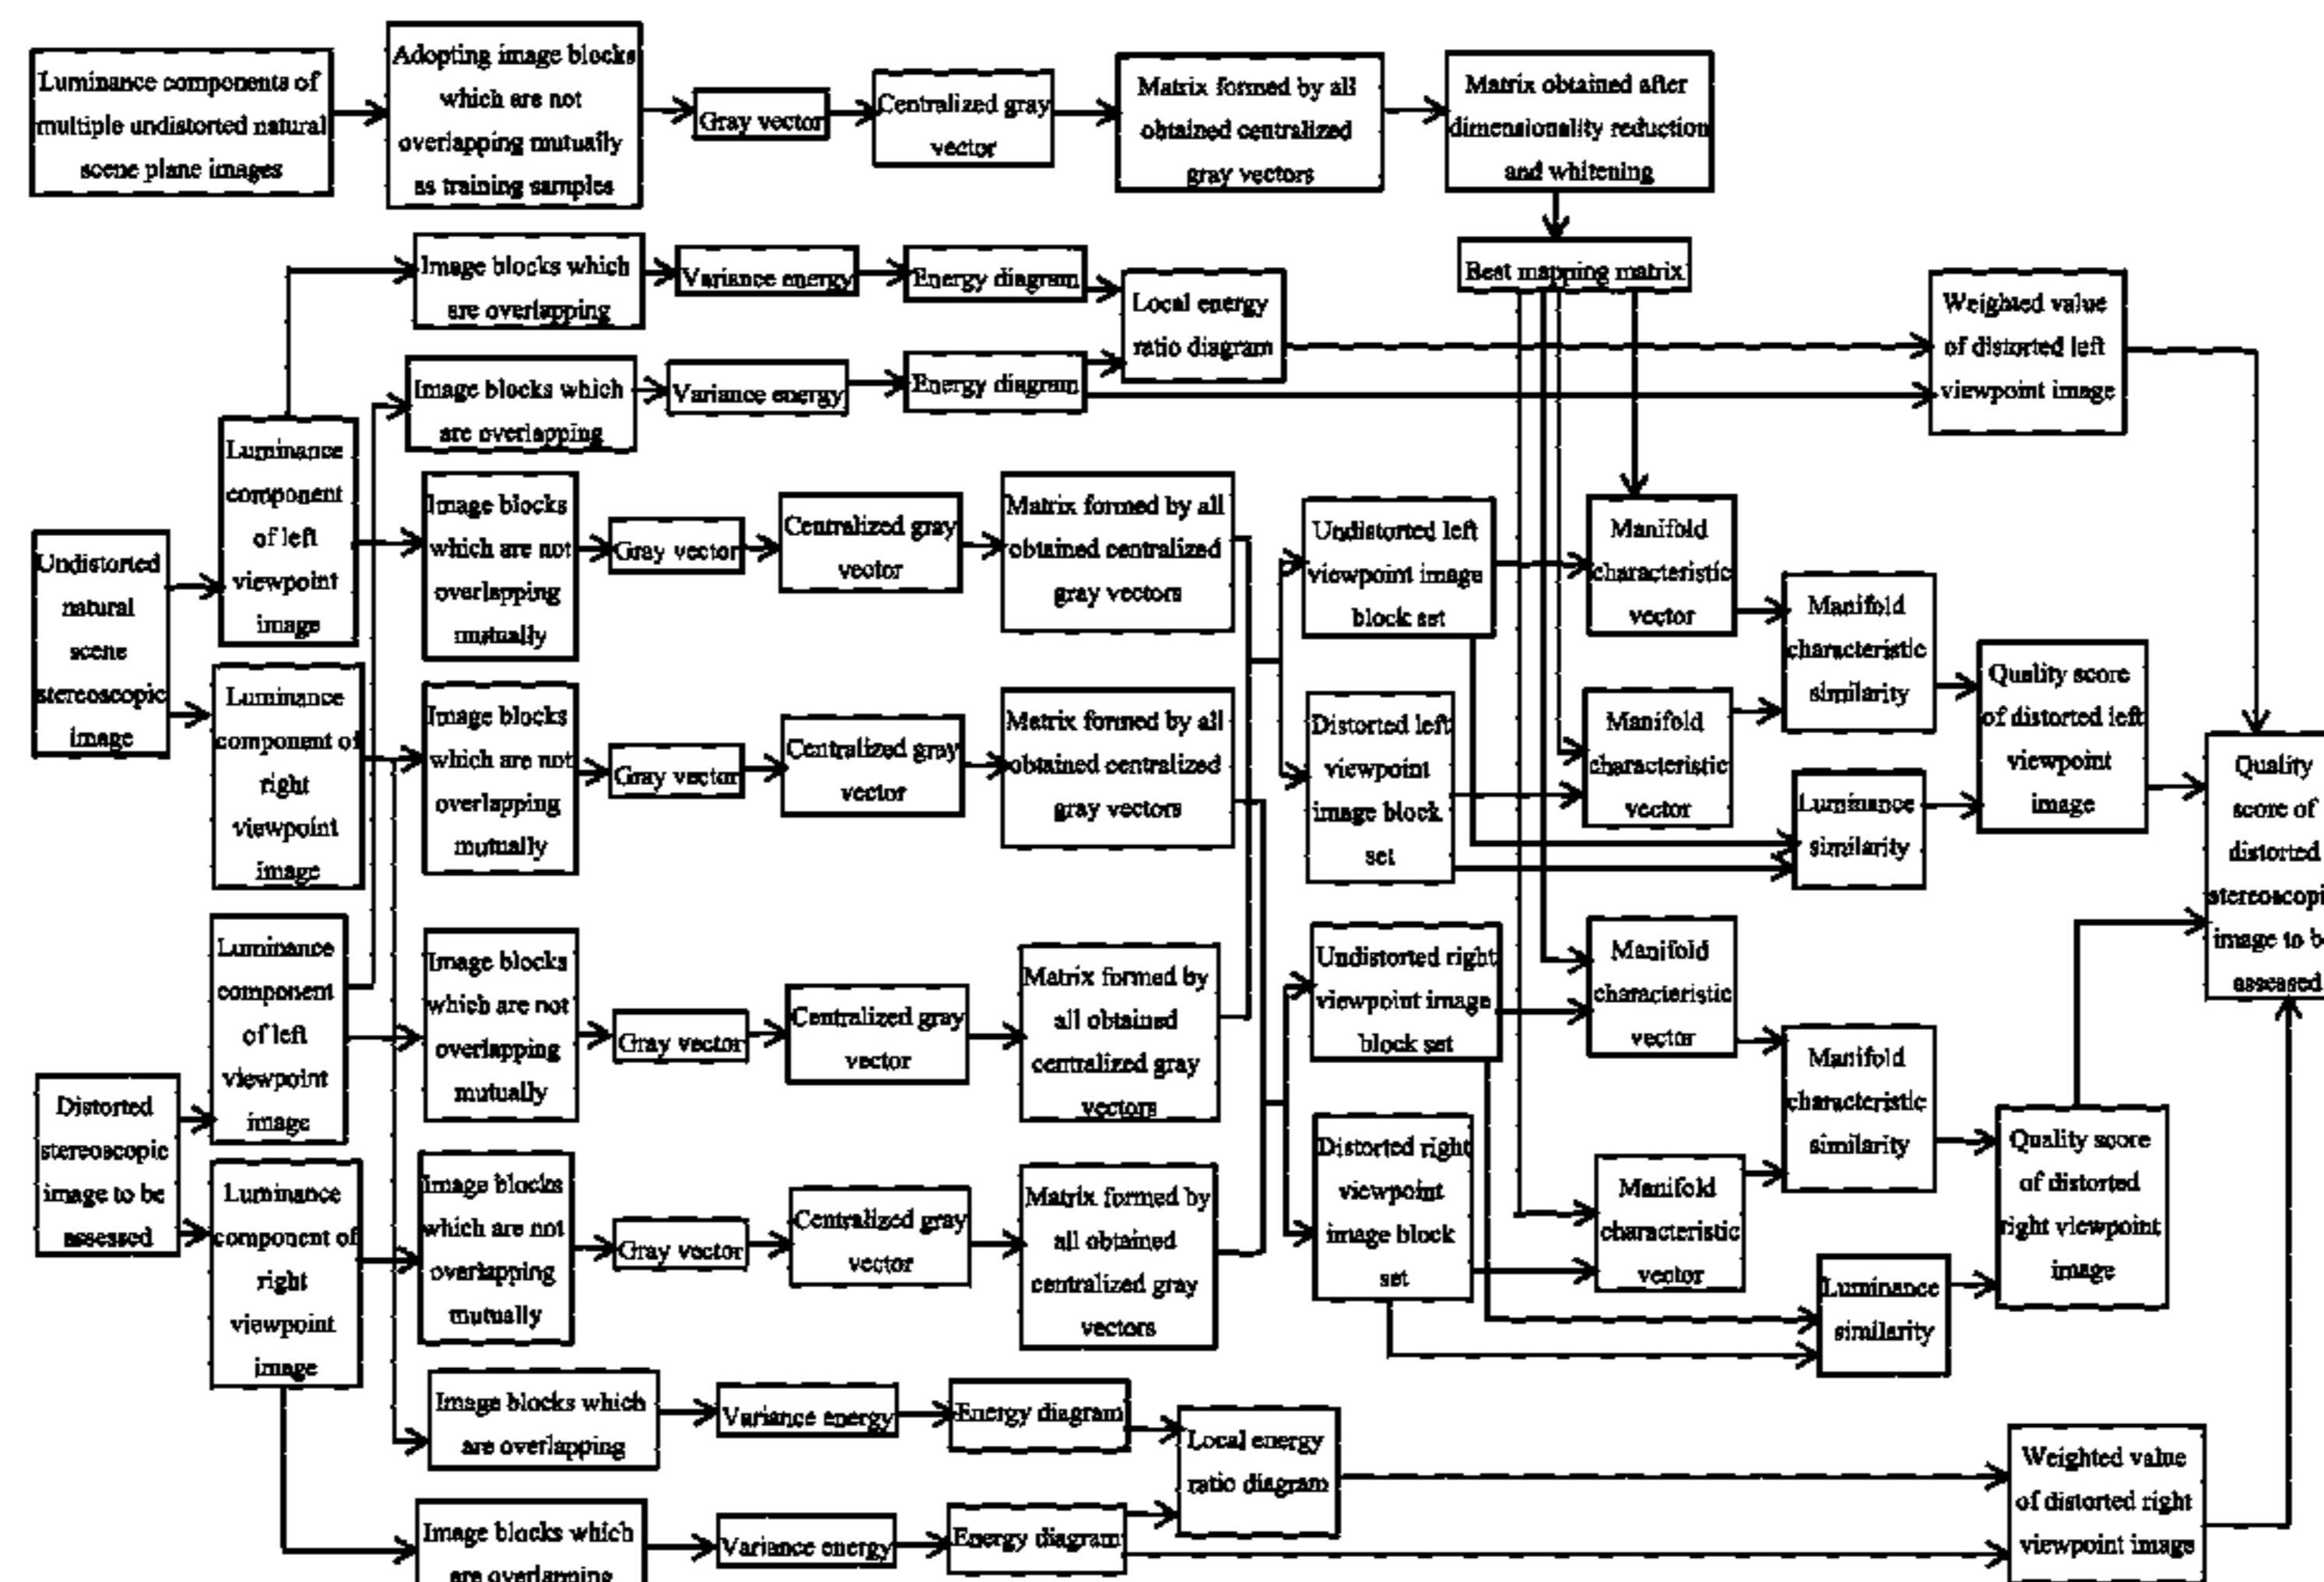 Luminance components of
multiple undistorted natural
scene plane images
Adopting image blocks
which are not
overlapping mutually
as training samples
Gray vector
Centralized gray
vector
Matrix formed by all
obtained centralized
gray vectors
Matrix obtained after
dimensionality reduction
and whitening
Best mapping matrix
Image blocks which
are overlapping
Variance energy
Energy diagram
Local energy
ratio diagram
Weighted value
of distorted left
viewpoint image
Image blocks which
are overlapping
Variance energy
Energy diagram
Undistorted
natural
scene
stereoscopic
image
Luminance
component
of left
viewpoint
image
Image blocks
which are not
overlapping
mutually
Gray vector
Centralized gray
vector
Matrix formed by all
obtained centralized
gray vectors
Undistorted left
viewpoint image
block set
Manifold
characteristic
vector
Manifold
characteristic
similarity
Quality score
of distorted left
viewpoint
image
Luminance
component of
right
viewpoint
image
Image blocks
which are not
overlapping
mutually
Gray vector
Centralized gray
vector
Matrix formed by all
obtained centralized
gray vectors
Distorted left
viewpoint
image block
set
Manifold
characteristic
vector
Luminance
similarity
Quality
score of
distorted
image to
assessed
Distorted
stereoscopic
image to be
assessed
Luminance
component
of left
viewpoint
image
Image blocks
which are not
overlapping
mutually
Gray vector
Centralized gray
vector
Matrix formed by
all obtained
centralized gray
vectors
Undistorted right
viewpoint image
block set
Manifold
characteristic
vector
Manifold
characteristic
similarity
Quality score
of distorted
right viewpoint
image
Luminance
component of
right
viewpoint
image
Image blocks
which are not
overlapping
mutually
Gray vector
Centralized gray
vector
Matrix formed by
all obtained
centralized gray
vectors
Distorted right
viewpoint
image block
set
Manifold
characteristic
vector
Luminance
similarity
Image blocks which
are overlapping
Variance energy
Energy diagram
Local energy
ratio diagram
Weighted value
of distorted right
viewpoint image
Image blocks which
are overlapping
Variance energy
Energy diagram